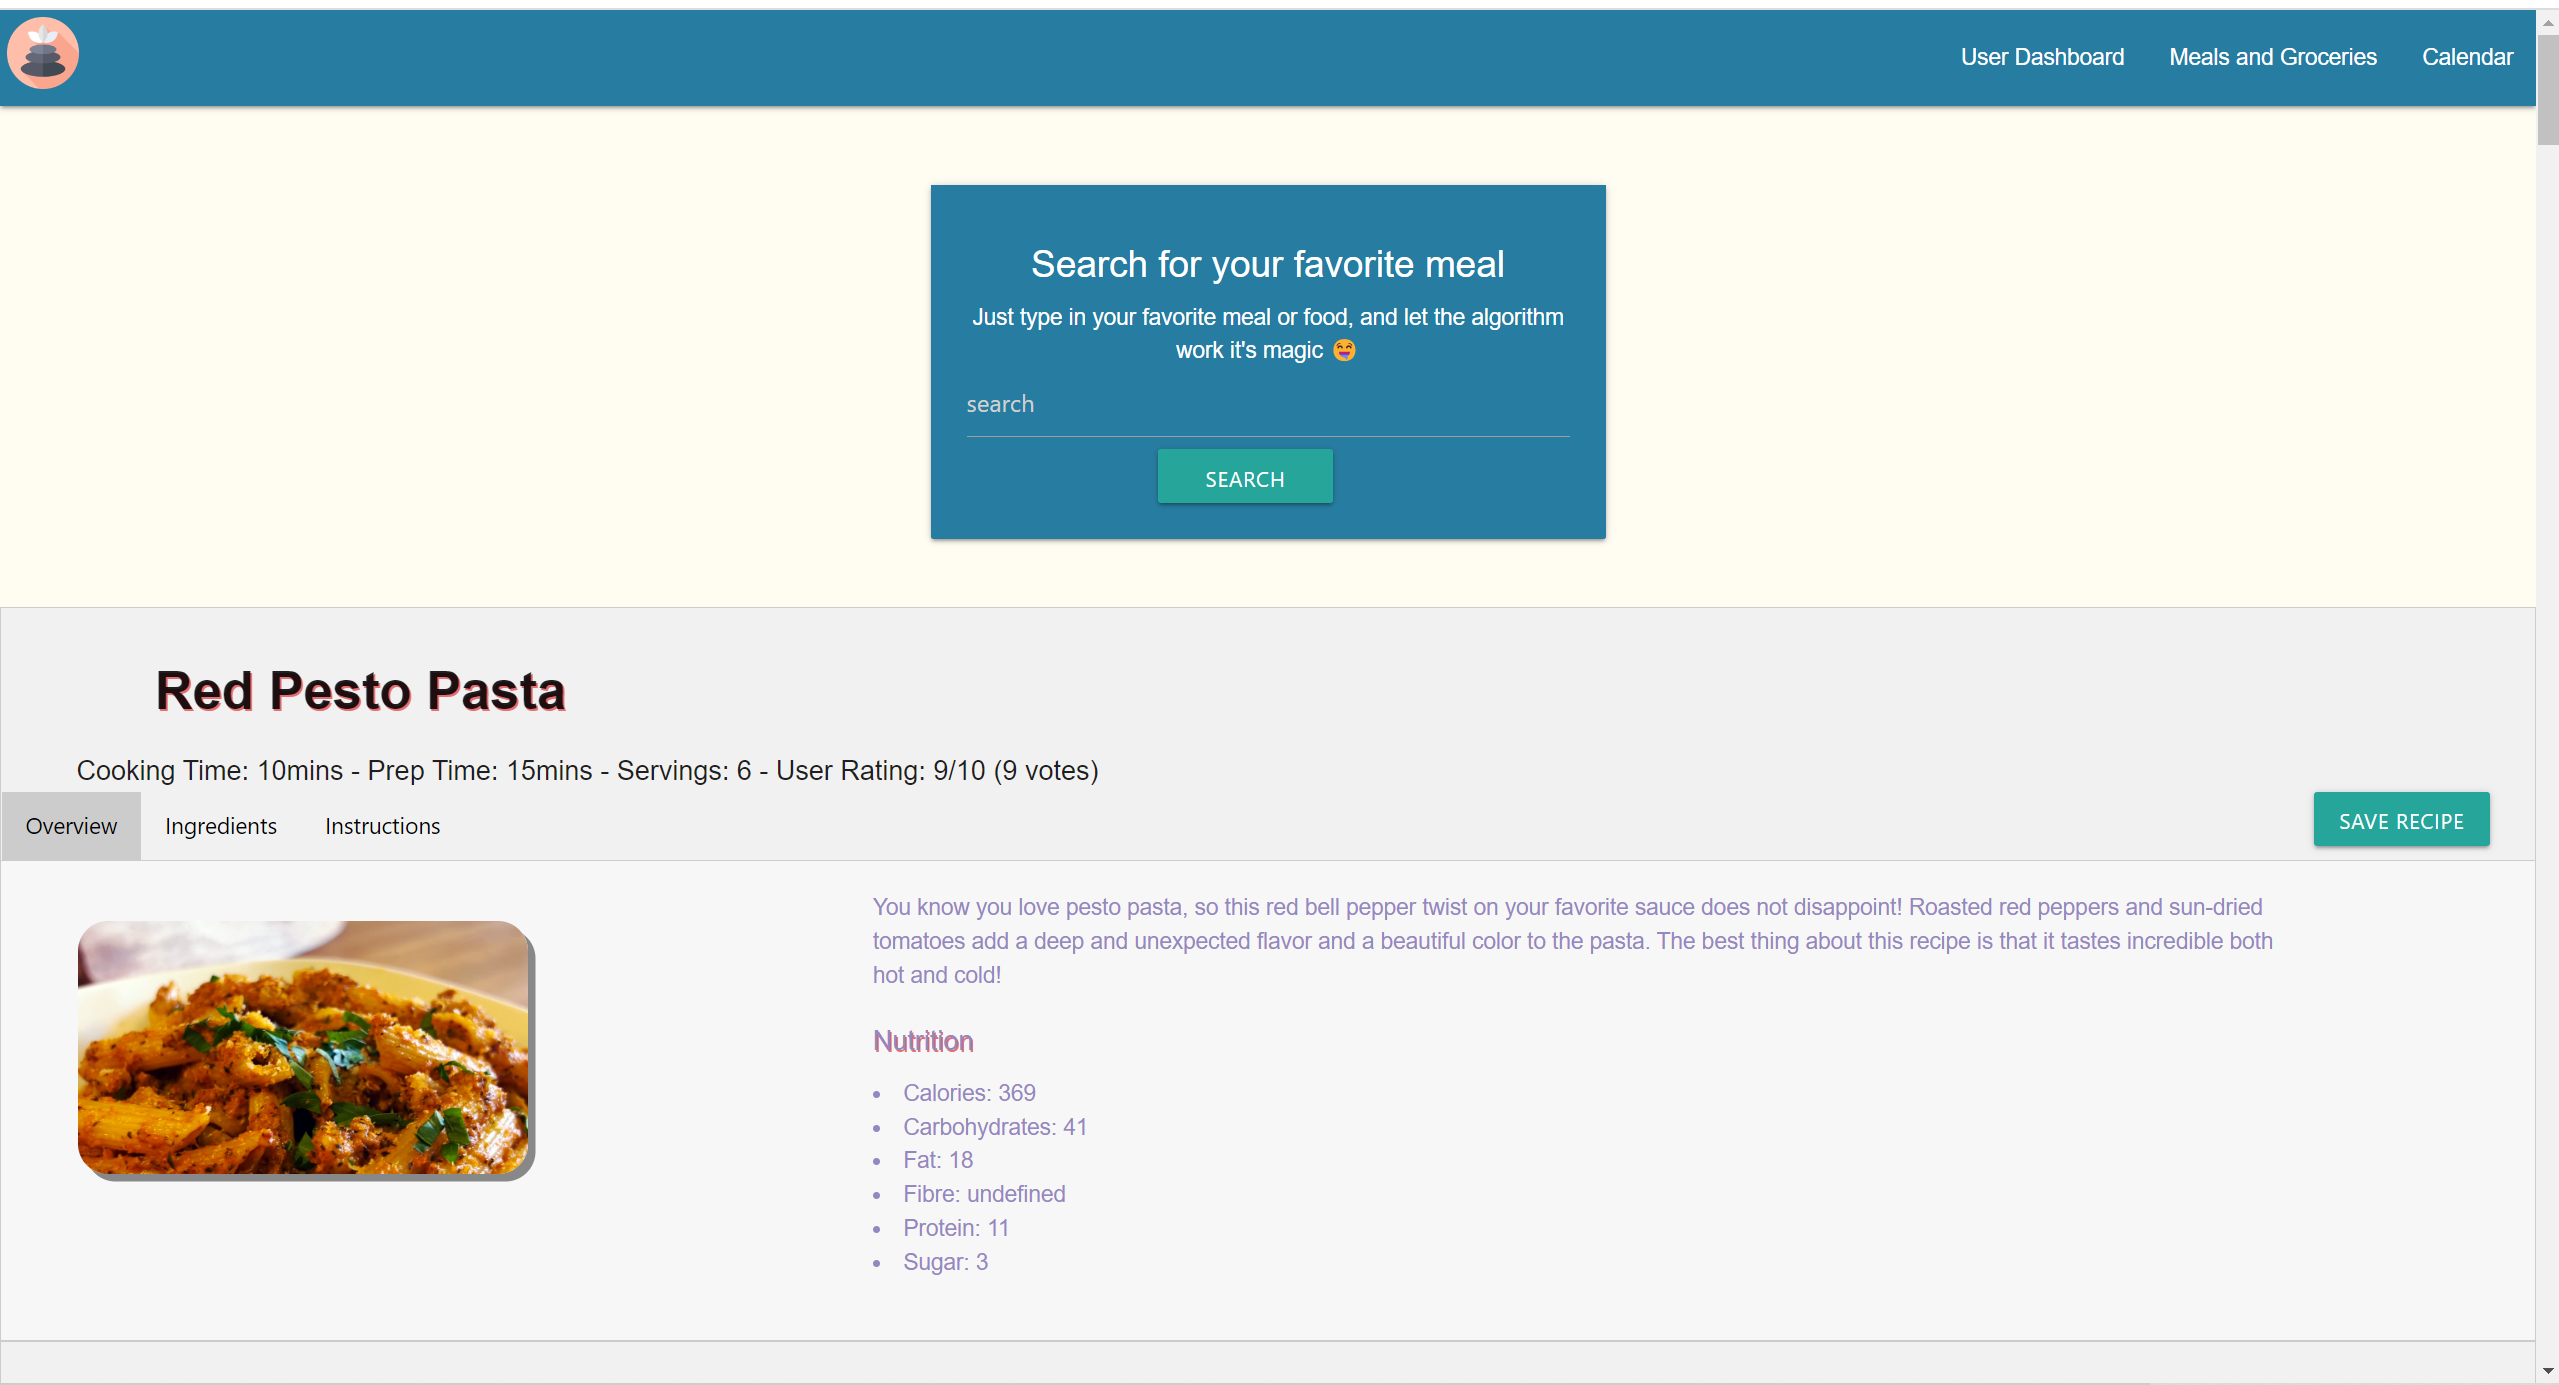 User Dashboard Meals and Groceries Calendar
Search for your favorite meal
Just type in your favorite meal or food, and let the algorithm
work it's magic 😝
search
SEARCH
Red Pesto Pasta
Cooking Time: 10mins - Prep Time: 15mins - Servings: 6 - User Rating: 9/10 (9 votes)
Overview Ingredients Instructions SAVE RECIPE
You know you love pesto pasta, so this red bell pepper twist on your favorite sauce does not disappoint! Roasted red peppers and sun-dried
tomatoes add a deep and unexpected flavor and a beautiful color to the pasta. The best thing about this recipe is that it tastes incredible both
hot and cold!
Nutrition
• Calories: 369
• Carbohydrates: 41
• Fat: 18
• Fibre: undefined
• Protein: 11
• Sugar: 3